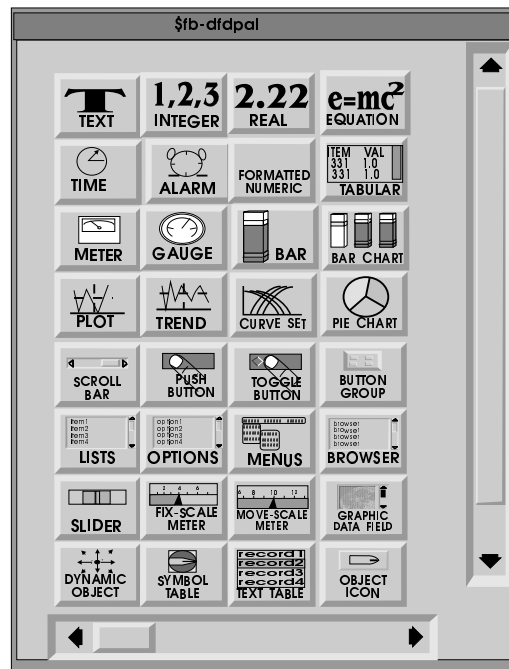 $fb-dfdpal
TEXT
1,2,3
INTEGER
2.22
REAL
e=mc²
EQUATION
TIME
ALARM
FORMATTED
NUMERIC
ITEM VAL
331 1.0
331 1.0
TABULAR
METER
GAUGE
BAR
BAR CHART
PLOT
TREND
CURVE SET
PIE CHART
SCROLL
BAR
PUSH
BUTTON
TOGGLE
BUTTON
BUTTON
GROUP
item1
item2
item3
item4
LISTS
option1
option2
option3
option4
OPTIONS
MENUS
browser
browser
browser
browser
BROWSER
SLIDER
2 4 6
FIX-SCALE
METER
6 8 10 12
MOVE-SCALE
METER
GRAPHIC
DATA FIELD
DYNAMIC
OBJECT
SYMBOL
TABLE
record1
record2
record3
record4
TEXT TABLE
OBJECT
ICON